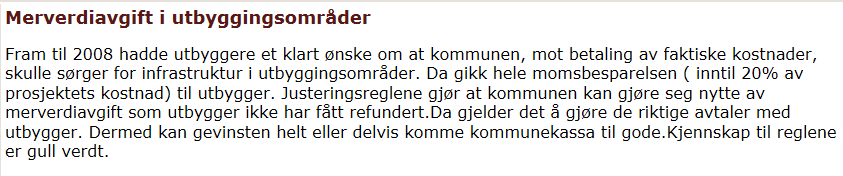 Merverdiavgift i utbyggingsområder
Fram til 2008 hadde utbyggere et klart ønske om at kommunen, mot betaling av faktiske kostnader,
skulle sørger for infrastruktur i utbyggingsområder. Da gikk hele momsbesparelsen ( inntil 20% av
prosjektets kostnad) til utbygger. Justeringsreglene gjør at kommunen kan gjøre seg nytte av
merverdiavgift som utbygger ikke har fått refundert.Da gjelder det å gjøre de riktige avtaler med
utbygger. Dermed kan gevinsten helt eller delvis komme kommunekassa til gode.Kjennskap til reglene
er gull verdt.